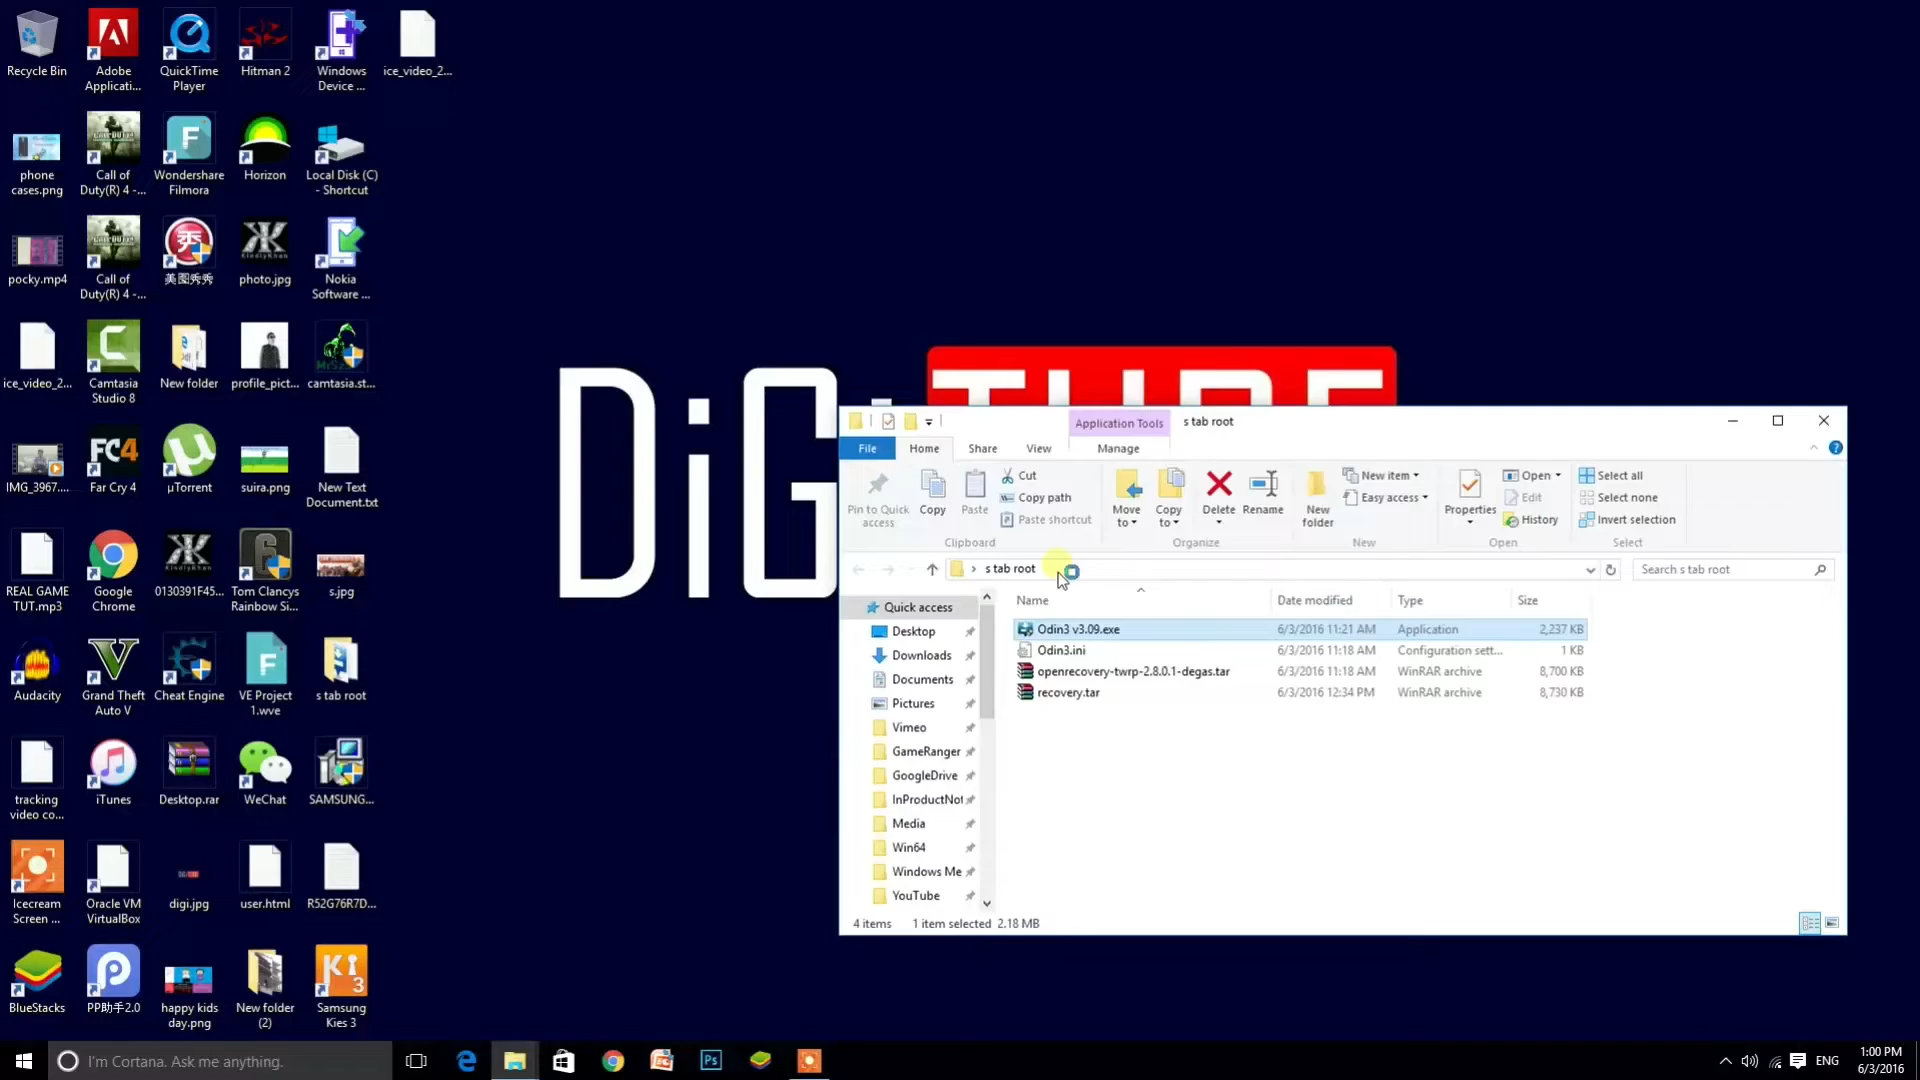 Recycle Bin
Adobe
Applicati...
QuickTime
Player
Hitman 2
Windows
Device ...
ice_video_2...
phone
cases.png
Call of
Duty(R) 4 -...
Wondershare
Filmora
Horizon
Local Disk (C)
- Shortcut
pocky.mp4
Call of
Duty(R) 4 -...
美图秀秀
photo.jpg
Nokia
Software ...
ice_video_2...
Camtasia
Studio 8
New folder
profile_pict...
camtasia.st...
IMG_3967....
Far Cry 4
µTorrent
suira.png
New Text
Document.txt
REAL GAME
TUT.mp3
Google
Chrome
0130391F45...
Tom Clancys
Rainbow Si...
s.jpg
Audacity
Grand Theft
Auto V
Cheat Engine
VE Project
1.wve
s tab root
tracking
video co...
iTunes
Desktop.rar
WeChat
SAMSUNG...
Icecream
Screen ...
Oracle VM
VirtualBox
digi.jpg
user.html
R52G76R7D...
BlueStacks
PP助手2.0
happy kids
day.png
New folder
(2)
Samsung
Kies 3
DiG
Application Tools
s tab root
File
Home
Share
View
Manage
Pin to Quick
access
Copy
Paste
Cut
Copy path
Paste shortcut
Clipboard
Move
to
Copy
to
Delete
Rename
Organize
New
folder
New item
Easy access
New
Properties
Open
Edit
History
Open
Select all
Select none
Invert selection
Select
s tab root
Search s tab root
Quick access
Desktop
Downloads
Documents
Pictures
Vimeo
GameRanger
GoogleDrive
InProductNot
Media
Win64
Windows Me
YouTube
Name Date modified Type Size
Odin3 v3.09.exe 6/3/2016 11:21 AM Application 2,237 KB
Odin3.ini 6/3/2016 11:18 AM Configuration sett... 1 KB
openrecovery-twrp-2.8.0.1-degas.tar 6/3/2016 11:18 AM WinRAR archive 8,700 KB
recovery.tar 6/3/2016 12:34 PM WinRAR archive 8,730 KB
4 items 1 item selected 2.18 MB
I'm Cortana. Ask me anything.
ENG
1:00 PM
6/3/2016